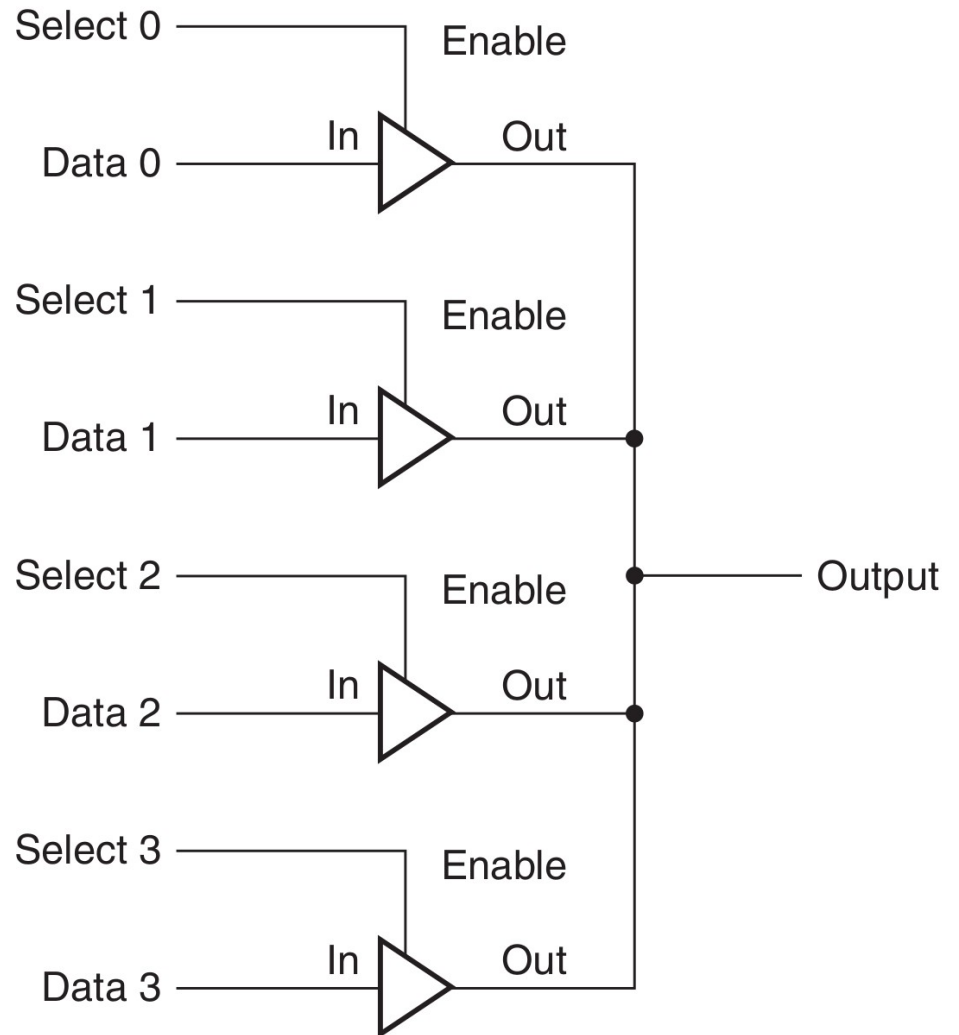 Select 0
Enable
In
Out
Data 0
Select 1
Enable
In
Out
Data 1
Select 2
Enable
Output
In
Out
Data 2
Select 3
Enable
In
Out
Data 3